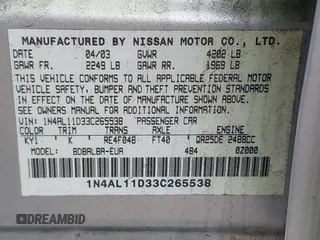 MANUFACTURED BY NISSAN MOTOR CO., LTD.
DATE 04/03 GVWR 4202 LB
GAWR FR. 2249 LB GAWR RR. 1969 LB
THIS VEHICLE CONFORMS TO ALL APPLICABLE FEDERAL MOTOR
VEHICLE SAFETY, BUMPER, AND THEFT PREVENTION STANDARDS
IN EFFECT ON THE DATE OF MANUFACTURE SHOWN ABOVE.
SEE OWNERS MANUAL FOR ADDITIONAL INFORMATION.
VIN: 1N4AL11D33C265538 PASSENGER CAR
COLOR TRIM TRANS AXLE ENGINE
KY1 K RE4F04B FT40 QR25DE 2488CC
MODEL BDBALBA-EUA 484 0Z000
1N4AL11D33C265538
DREAMBID